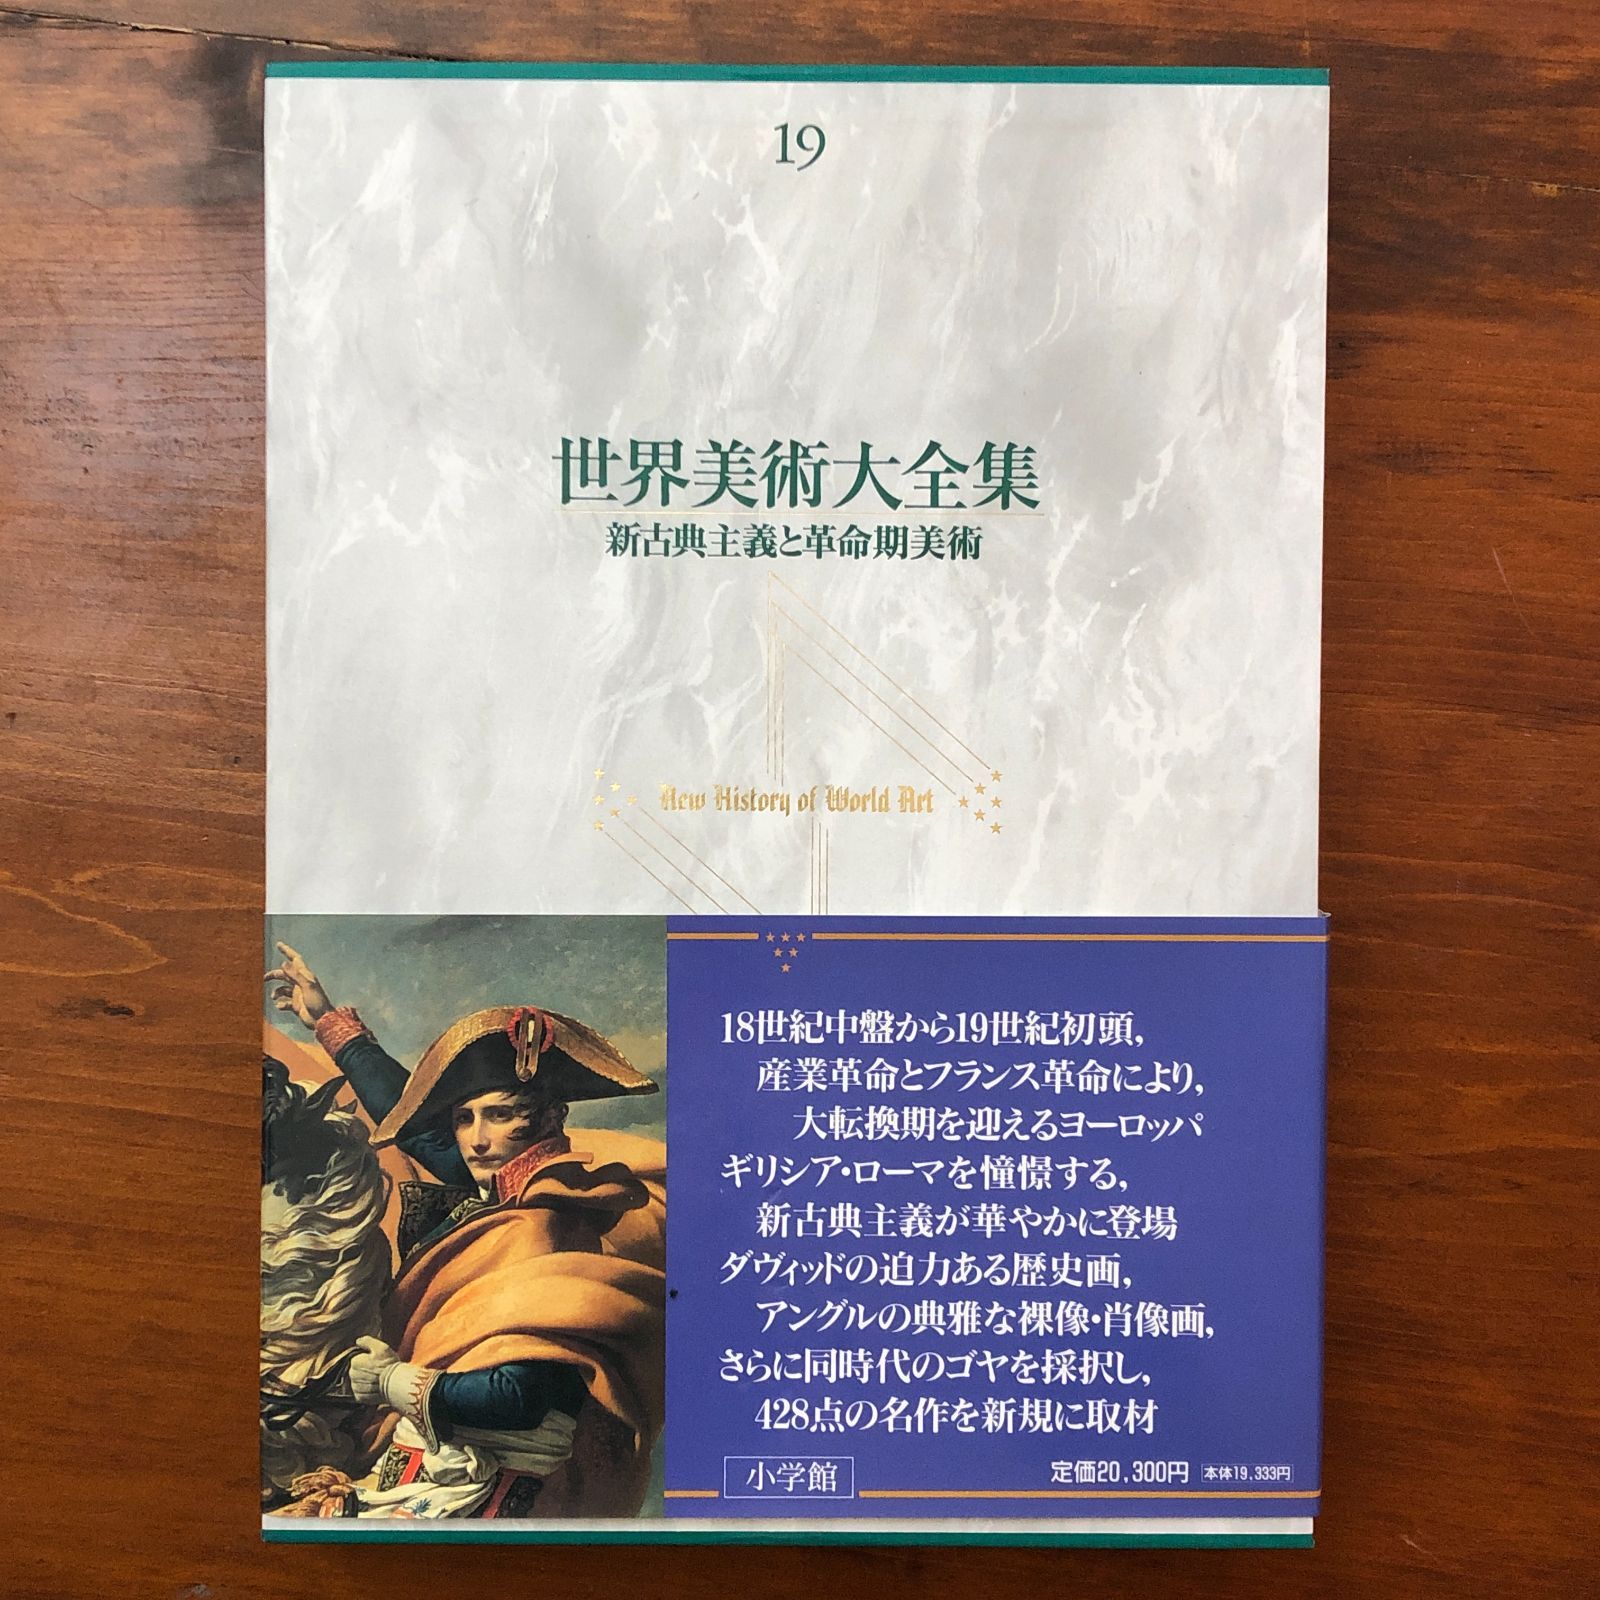 19
世界美術大全集
新古典主義と革命期美術
New History of World Art
18世紀中盤から19世紀初頭,
産業革命とフランス革命により,
大転換期を迎えるヨーロッパ
ギリシア・ローマを憧憬する,
新古典主義が華やかに登場
ダヴィッドの迫力ある歴史画,
アングルの典雅な裸像・肖像画,
さらに同時代のゴヤを採択し,
428点の名作を新規に取材
小学館
定価20,300円 本体19,333円